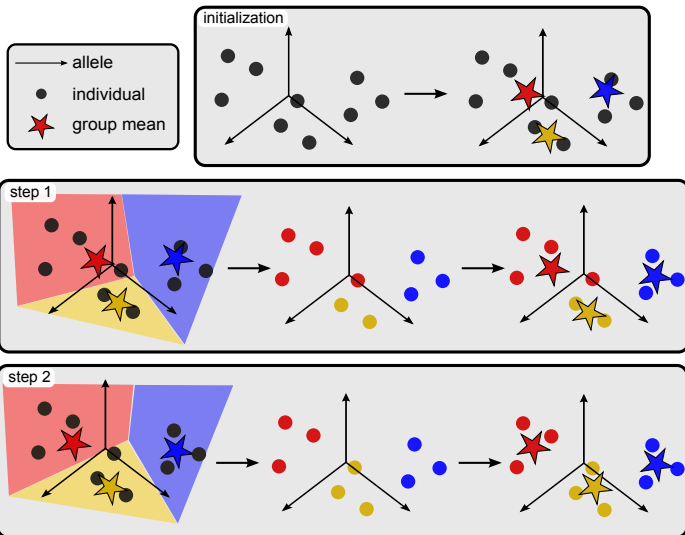 initialization
allele
individual
group mean
step 1
step 2